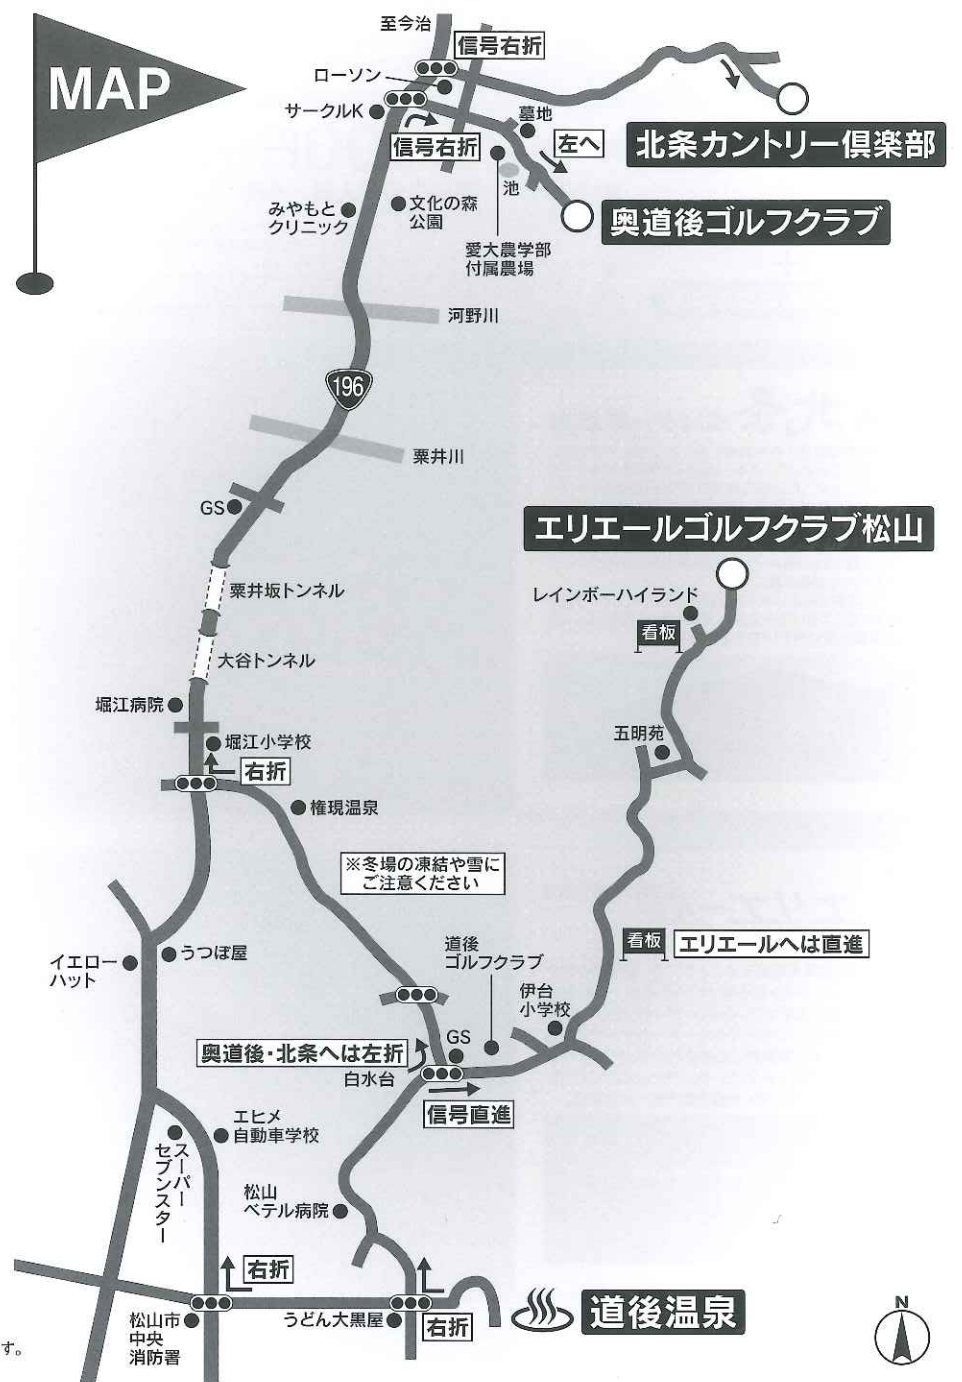 MAP
至今治
信号右折
ローソン
サークルK
信号右折
墓地
左へ
北条カントリー倶楽部
池
みやもと
クリニック
文化の森
公園
奥道後ゴルフクラブ
愛大農学部
付属農場
河野川
196
粟井川
GS
エリエールゴルフクラブ松山
粟井坂トンネル
レインボーハイランド
看板
大谷トンネル
堀江病院
五明苑
堀江小学校
右折
権現温泉
※冬場の凍結や雪に
ご注意ください
看板
エリエールへは直進
道後
ゴルフクラブ
うつぼ屋
イエロー
ハット
伊台
小学校
GS
奥道後・北条へは左折
白水台
信号直進
エヒメ
自動車学校
スーパー
セブンスター
松山
ベテル病院
右折
道後温泉
N
松山市
中央
消防署
うどん大黒屋
右折
す。